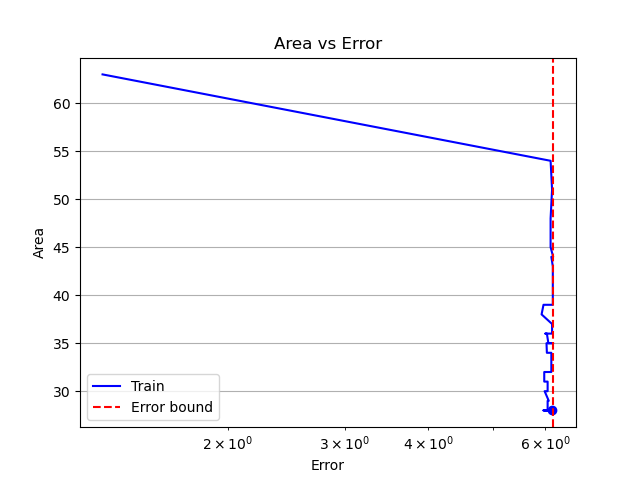 Area vs Error
Area
60
55
50
45
40
35
30
Train
Error bound
2 × 10⁰
3 × 10⁰
4 × 10⁰
6 × 10⁰
Error